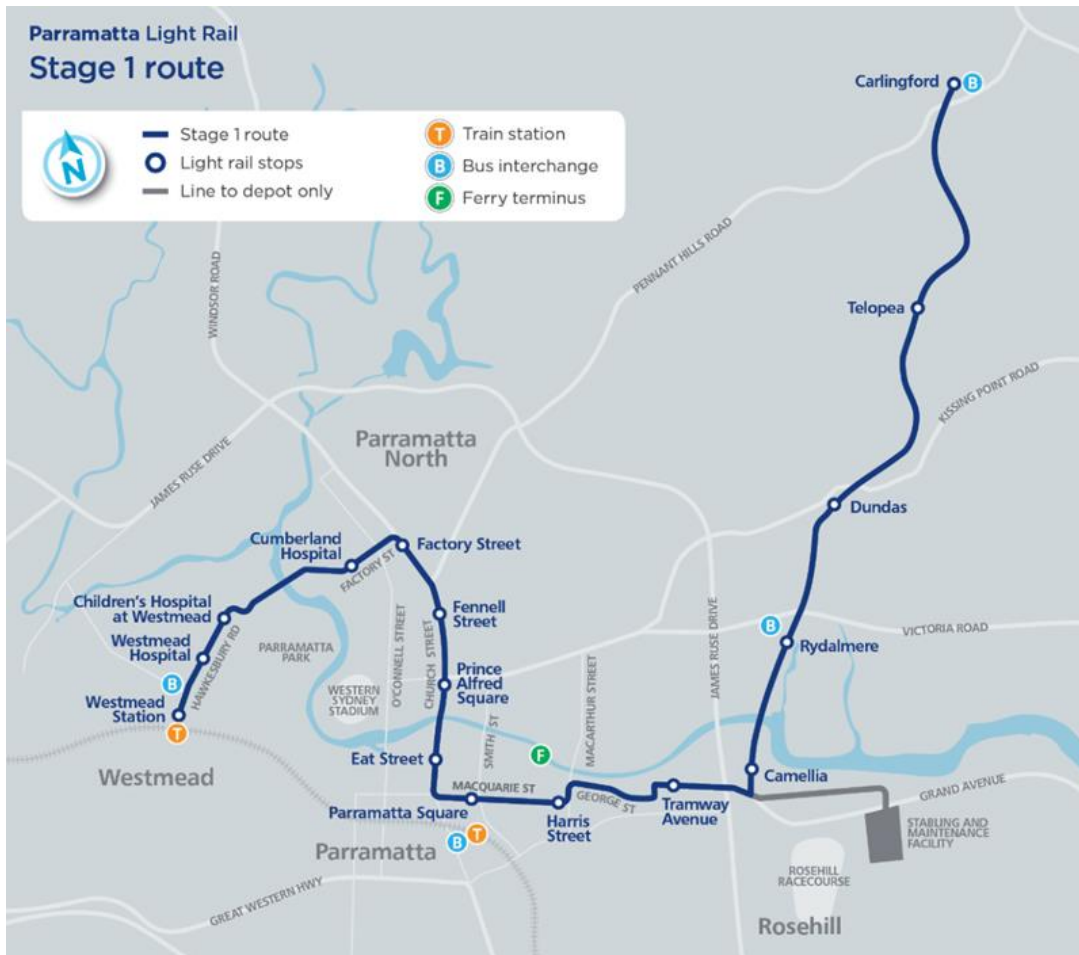 Parramatta Light Rail
Stage 1 route
N
Stage 1 route
Light rail stops
Line to depot only
T Train station
B Bus interchange
F Ferry terminus
Carlingford
B
PENNANT HILLS ROAD
WINDSOR ROAD
Telopea
KISSING POINT ROAD
JAMES RUSE DRIVE
Parramatta
North
Dundas
Cumberland
Hospital
Factory Street
FACTORY ST
Children's Hospital
at Westmead
Fennell
Street
Westmead
Hospital
HAWKESBURY RD
PARRAMATTA
PARK
O'CONNELL STREET
CHURCH STREET
B
Rydalmere
VICTORIA ROAD
JAMES RUSE DRIVE
B
Prince
Alfred
Square
WESTERN
SYDNEY
STADIUM
MACARTHUR STREET
Westmead
Station
T
SMITH ST
Westmead
Eat Street
F
Camellia
MACQUARIE ST
GEORGE ST
GRAND AVENUE
Parramatta Square
Harris
Street
Tramway
Avenue
STABLING AND
MAINTENANCE
FACILITY
T
B
Parramatta
ROSEHILL
RACECOURSE
GREAT WESTERN HWY
Rosehill